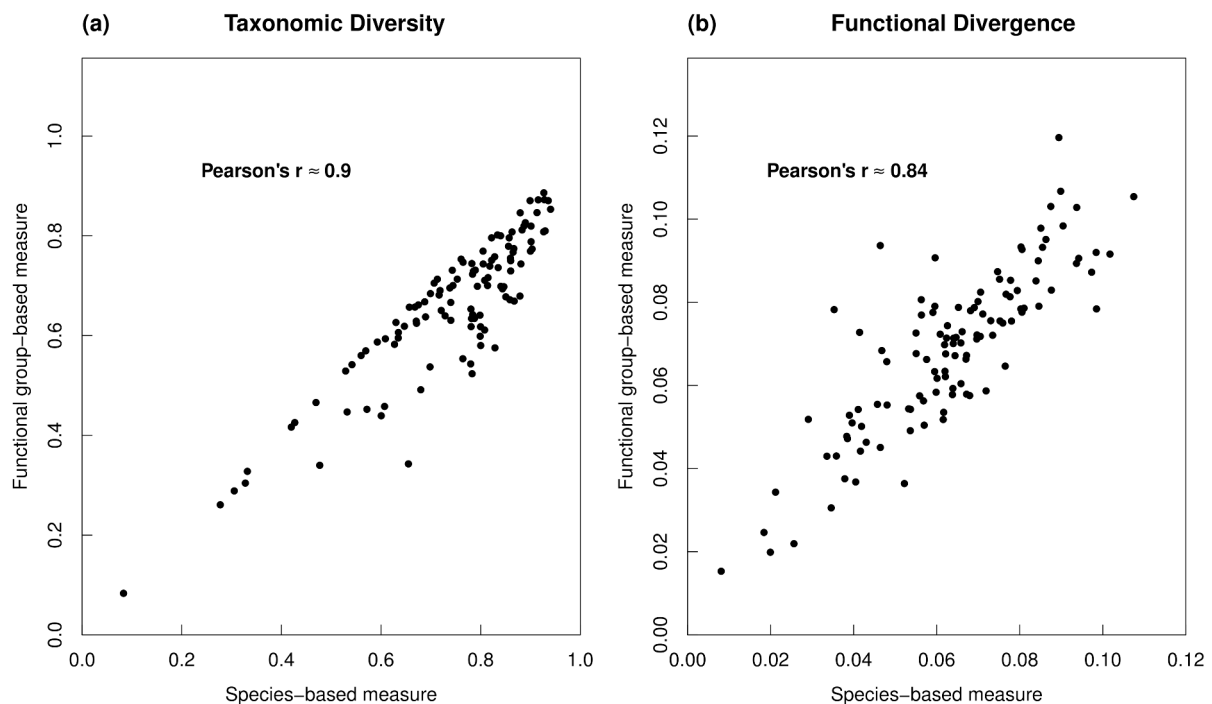 (a) Taxonomic Diversity
Pearson's r ≈ 0.9
Functional group−based measure
0.0 0.2 0.4 0.6 0.8 1.0
0.0 0.2 0.4 0.6 0.8 1.0
Species−based measure
(b) Functional Divergence
Pearson's r ≈ 0.84
Functional group−based measure
0.00 0.02 0.04 0.06 0.08 0.10 0.12
0.00 0.02 0.04 0.06 0.08 0.10 0.12
Species−based measure